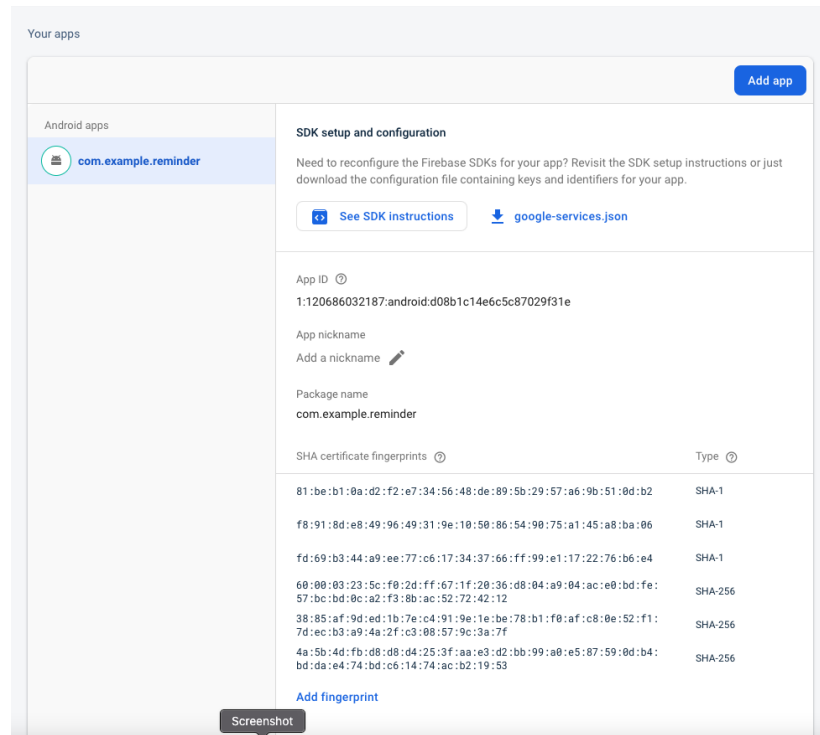 Your apps
Add app
Android apps
com.example.reminder
SDK setup and configuration
Need to reconfigure the Firebase SDKs for your app? Revisit the SDK setup instructions or just
download the configuration file containing keys and identifiers for your app.
See SDK instructions
google-services.json
App ID
1:120686032187:android:d08b1c14e6c5c87029f31e
App nickname
Add a nickname
Package name
com.example.reminder
SHA certificate fingerprints Type
81:be:b1:0a:d2:f2:e7:34:56:48:de:89:5b:29:57:a6:9b:51:0d:b2 SHA-1
f8:91:8d:e8:49:96:49:31:9e:10:50:86:54:90:75:a1:45:a8:ba:06 SHA-1
fd:69:b3:44:a9:ee:77:c6:17:34:37:66:ff:99:e1:17:22:76:b6:e4 SHA-1
60:00:03:23:5c:f0:2d:ff:67:1f:20:36:d8:04:a9:04:ac:e0:bd:fe:
57:bc:bd:0c:a2:f3:8b:ac:52:72:42:12 SHA-256
38:85:af:9d:ed:1b:7e:c4:91:9e:1e:be:78:b1:f0:af:c8:0e:52:f1:
7d:ec:b3:a9:4a:2f:c3:08:57:9c:3a:7f SHA-256
4a:5b:4d:fb:d8:d8:d4:25:3f:aa:e3:d2:bb:99:a0:e5:87:59:0d:b4:
bd:da:e4:74:bd:c6:14:74:ac:b2:19:53 SHA-256
Add fingerprint
Screenshot